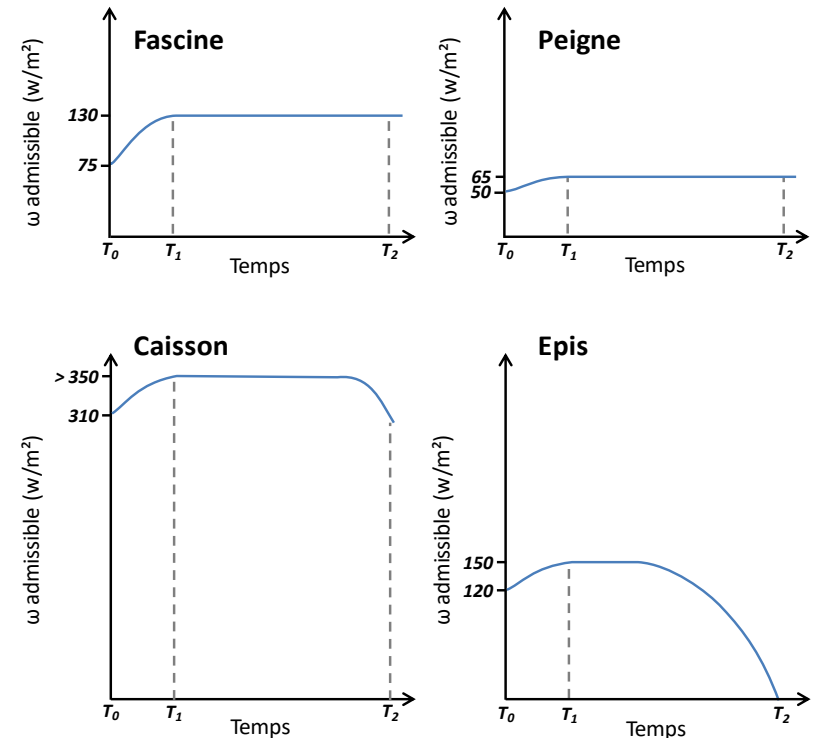 Fascine
ω admissible (w/m²)
130
75
T₀
T₁
T₂
Temps
Peigne
ω admissible (w/m²)
65
50
T₀
T₁
T₂
Temps
Caisson
ω admissible (w/m²)
> 350
310
T₀
T₁
T₂
Temps
Epis
ω admissible (w/m²)
150
120
T₀
T₁
T₂
Temps